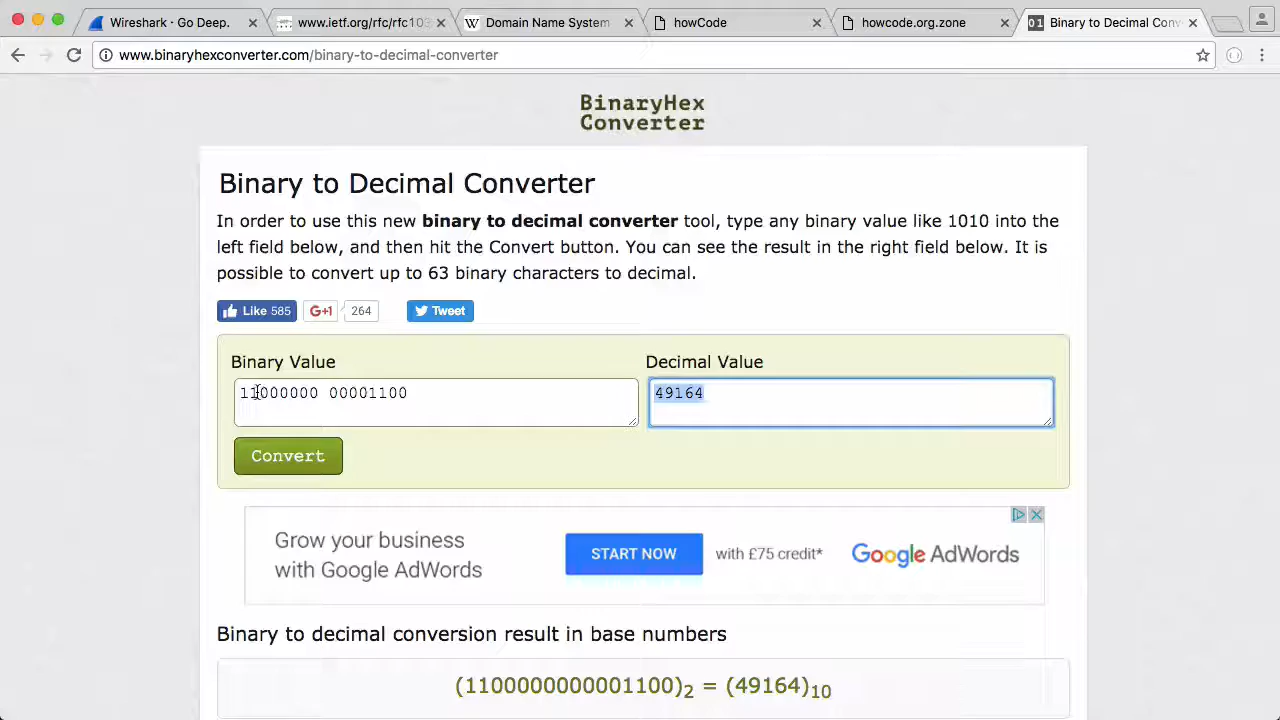 Wireshark · Go Deep.
www.ietf.org/rfc/rfc103
Domain Name System
howCode
howcode.org.zone
01
Binary to Decimal Conv
www.binaryhexconverter.com/binary-to-decimal-converter
BinaryHex
Converter
Binary to Decimal Converter
In order to use this new binary to decimal converter tool, type any binary value like 1010 into the
left field below, and then hit the Convert button. You can see the result in the right field below. It is
possible to convert up to 63 binary characters to decimal.
Like 585
G+1
264
Tweet
Binary Value
Decimal Value
11000000 00001100
49164
Convert
Grow your business
with Google AdWords
START NOW
with £75 credit*
Google AdWords
Binary to decimal conversion result in base numbers
(1100000000001100)2 = (49164)10